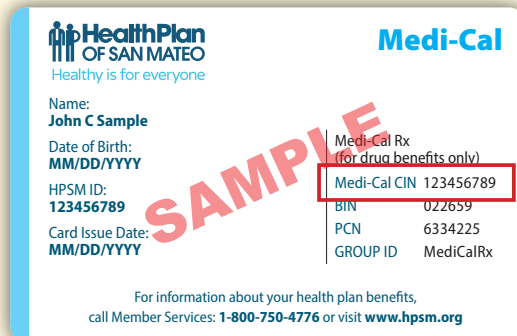 HealthPlan
OF SAN MATEO
Healthy is for everyone
Medi-Cal
Name:
John C Sample
Date of Birth:
MM/DD/YYYY
HPSM ID:
123456789
Card Issue Date:
MM/DD/YYYY
SAMPLE
Medi-Cal Rx
(for drug benefits only)
Medi-Cal CIN 123456789
BIN 022659
PCN 6334225
GROUP ID MediCalRx
For information about your health plan benefits,
call Member Services: 1-800-750-4776 or visit www.hpsm.org